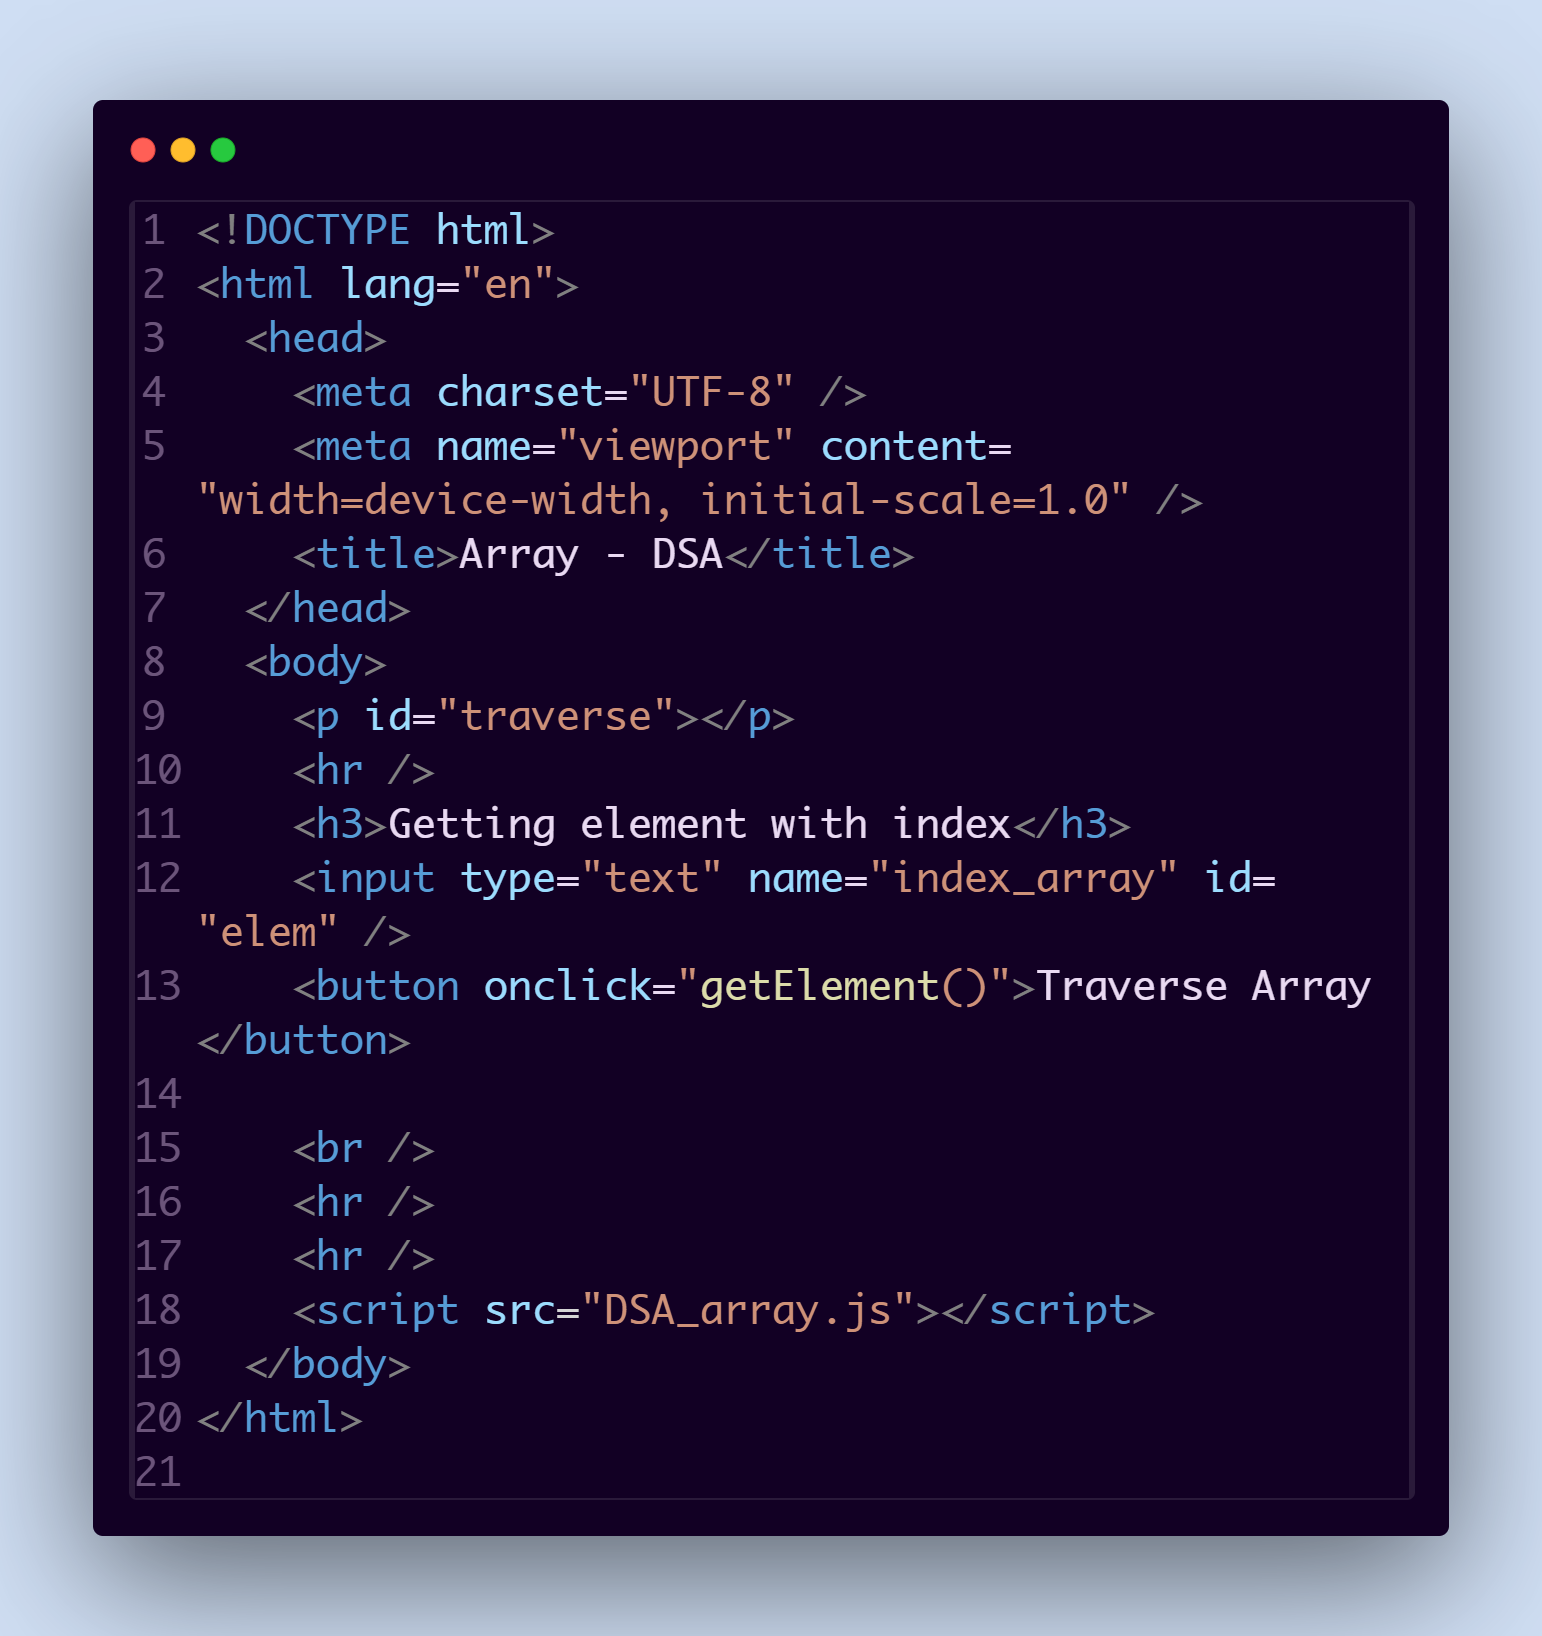 1 <!DOCTYPE html>
2 <html lang="en">
3   <head>
4     <meta charset="UTF-8" />
5     <meta name="viewport" content=
"width=device-width, initial-scale=1.0" />
6     <title>Array - DSA</title>
7   </head>
8   <body>
9     <p id="traverse"></p>
10     <hr />
11     <h3>Getting element with index</h3>
12     <input type="text" name="index_array" id=
"elem" />
13     <button onclick="getElement()">Traverse Array
</button>
14
15     <br />
16     <hr />
17     <hr />
18     <script src="DSA_array.js"></script>
19   </body>
20 </html>
21